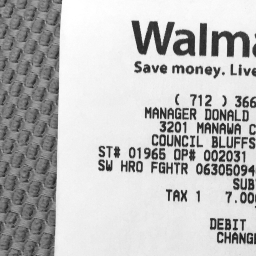 Walma
Save money. Live
( 712 ) 366
MANAGER DONALD
3201 MANAWA C
COUNCIL BLUFFS
ST# 01965 OP# 002031
SW HRO FGHTR 06305094
SUB
TAX 1 7.00
DEBIT
CHANGE